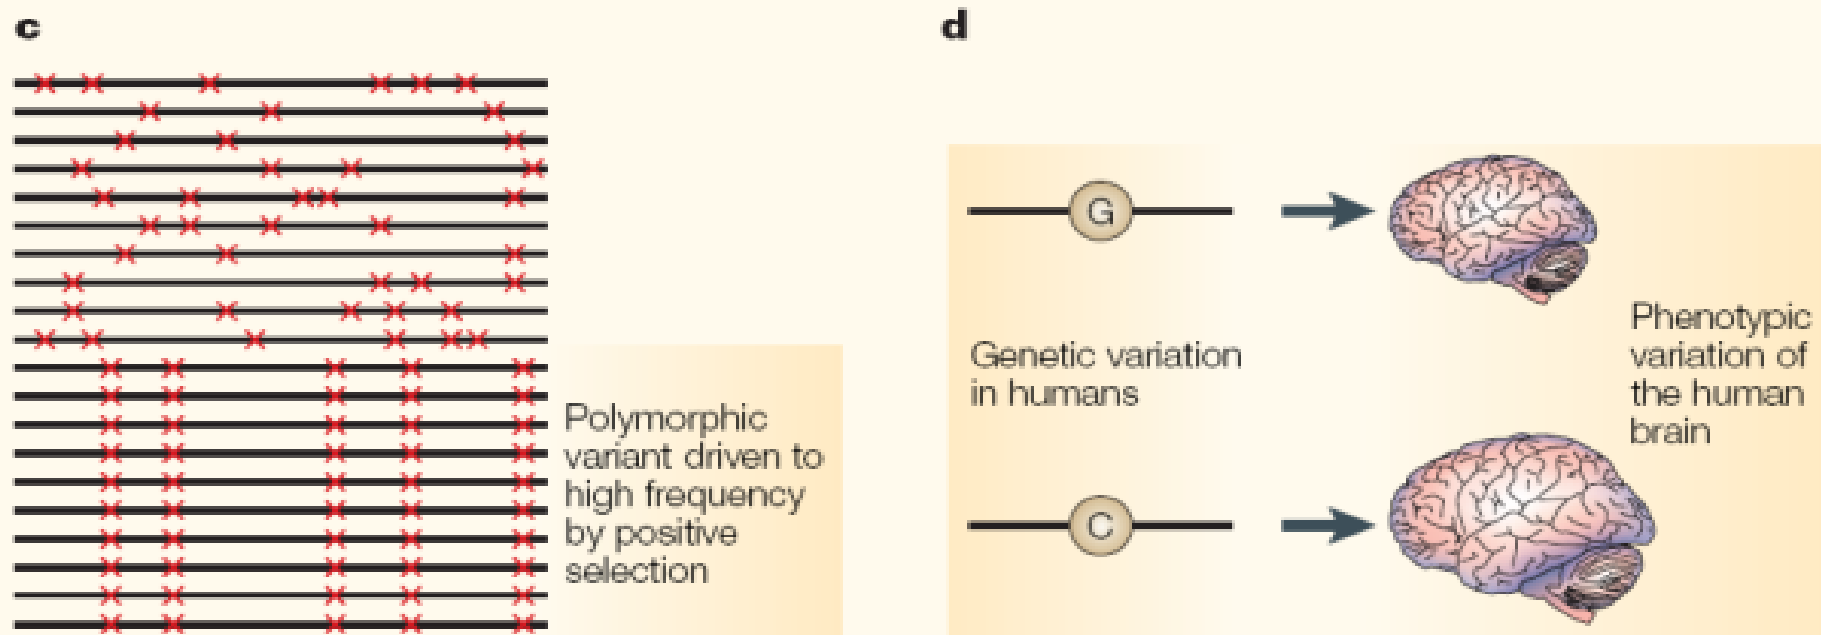 c
Polymorphic
variant driven to
high frequency
by positive
selection
d
G
Genetic variation
in humans
C
Phenotypic
variation of
the human
brain